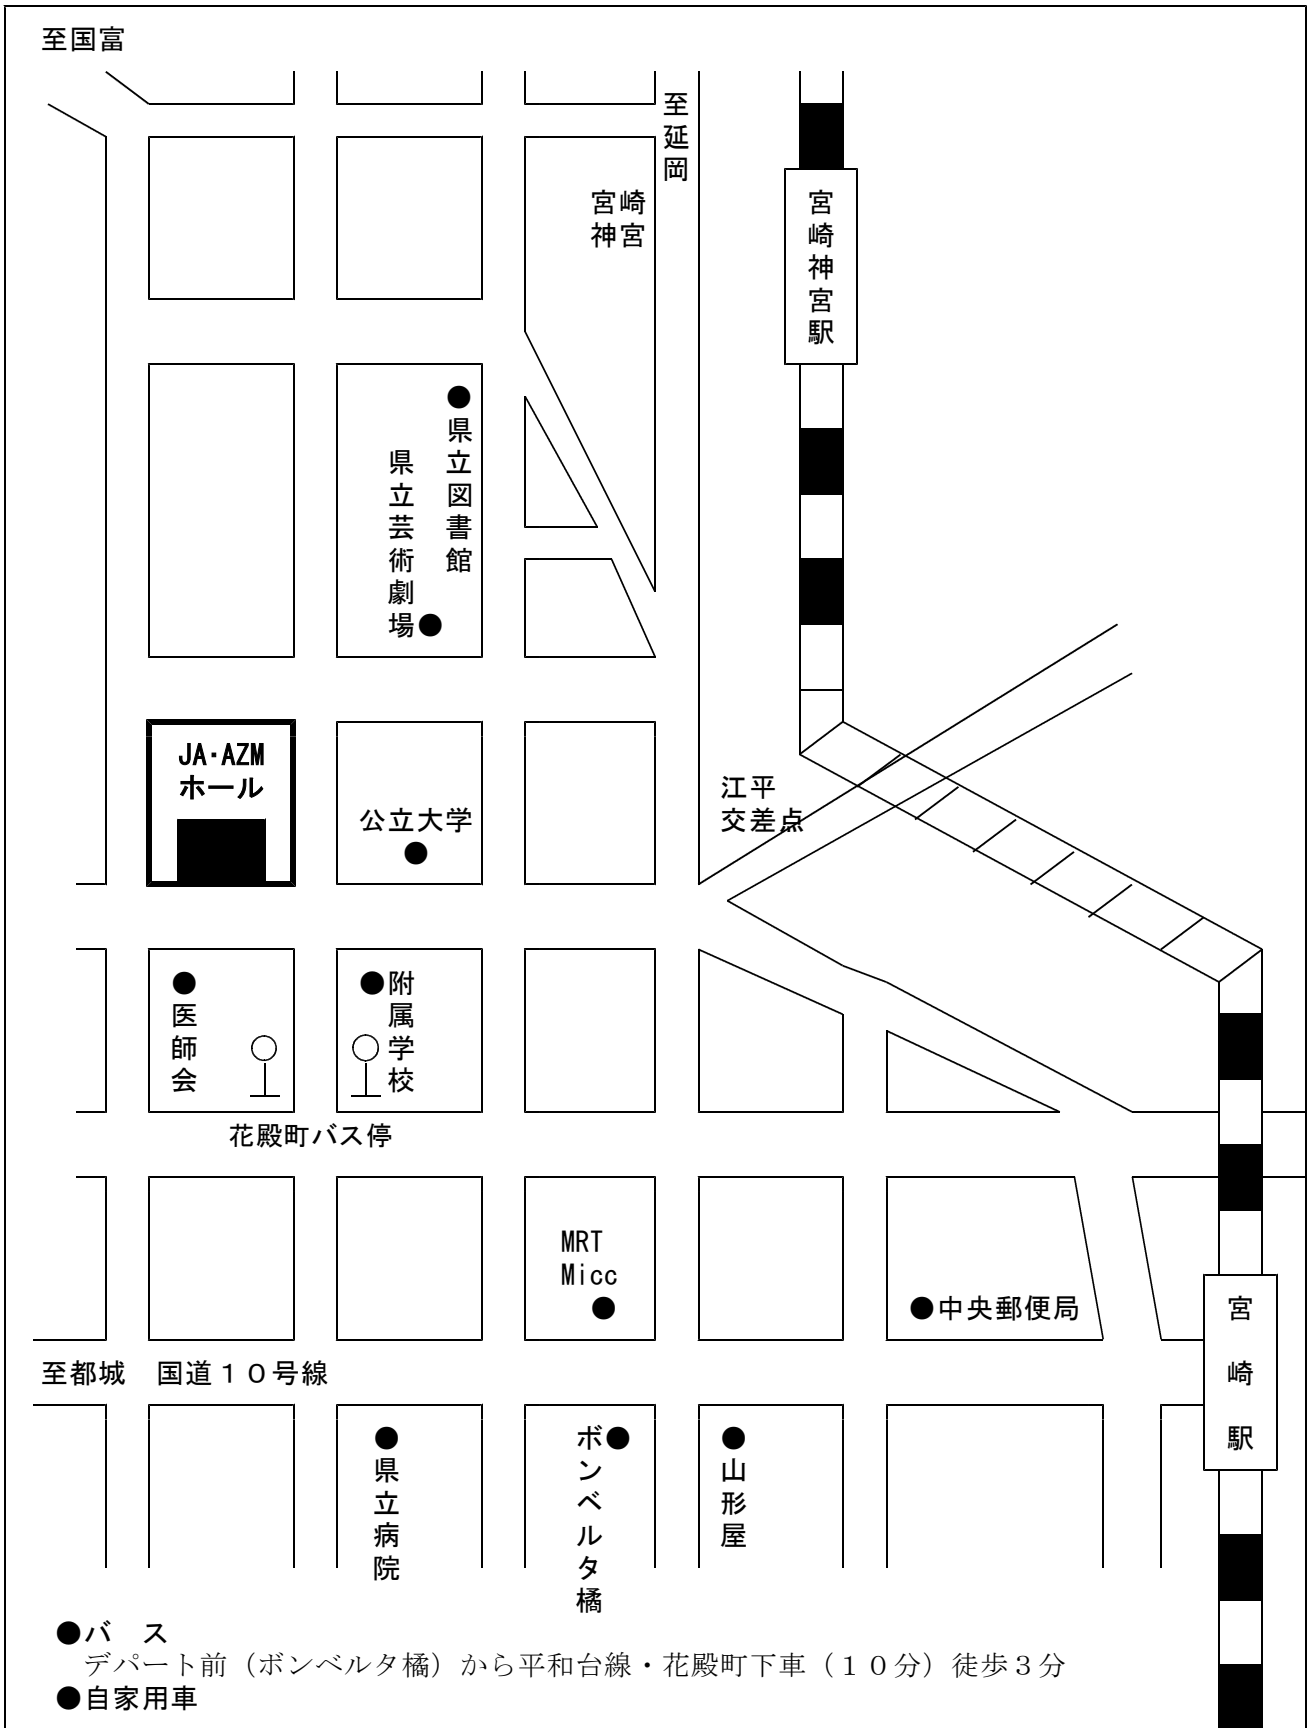 至国富
至延岡
宮崎
神宮
宮崎神宮駅
●県立図書館
県立芸術劇場●
JA・AZM
ホール
公立大学
●
江平
交差点
●医師会
●附属学校
花殿町バス停
MRT
Micc
●
●中央郵便局
宮崎駅
至都城　国道１０号線
●県立病院
ボンベルタ橘●
●山形屋
●バ　ス
デパート前（ボンベルタ橘）から平和台線・花殿町下車（１０分）徒歩３分
●自家用車